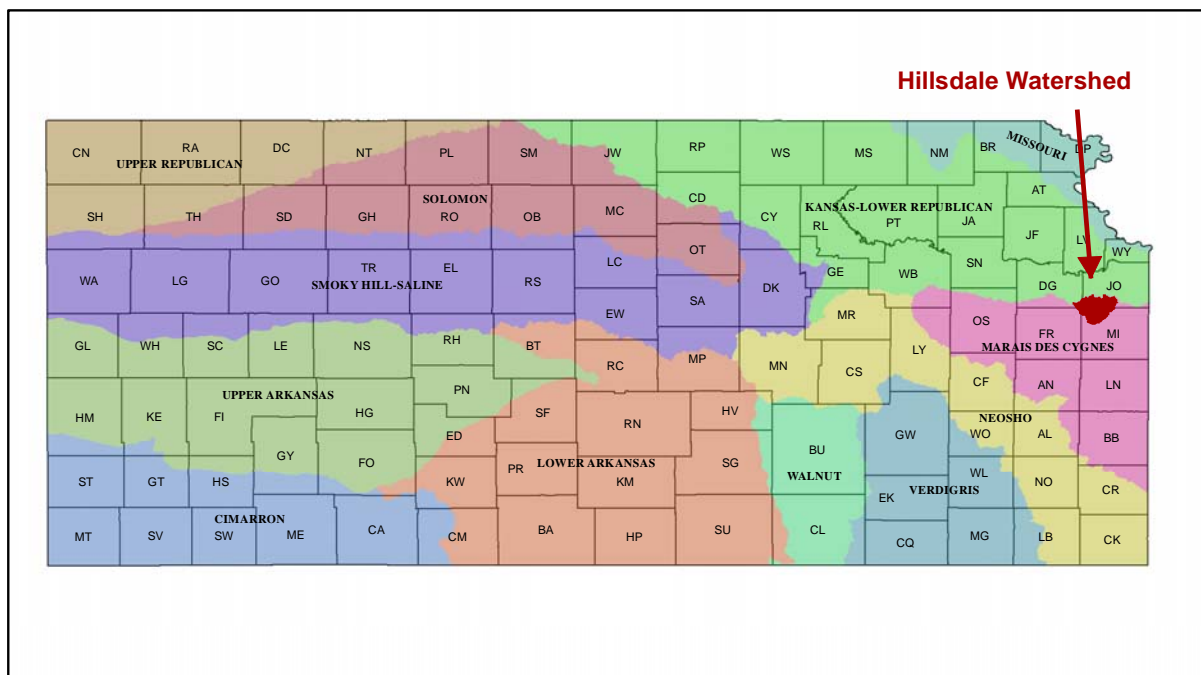 Hillsdale Watershed
CN
RA
DC
NT
PL
SM
JW
RP
WS
MS
NM
BR
MISSOURI
DP
UPPER REPUBLICAN
AT
SH
TH
SD
GH
SOLOMON
RO
OB
MC
CD
CY
KANSAS-LOWER REPUBLICAN
RL
PT
JA
JF
LV
WY
WA
LG
GO
TR
EL
RS
SMOKY HILL-SALINE
LC
OT
SA
DK
GE
WB
SN
DG
JO
EW
MR
OS
FR
MI
MARAIS DES CYGNES
GL
WH
SC
LE
NS
RH
BT
RC
MP
MN
CS
LY
CF
AN
LN
UPPER ARKANSAS
HM
KE
FI
HG
PN
ED
SF
RN
HV
BU
GW
NEOSHO
WO
AL
BB
GY
FO
PR
LOWER ARKANSAS
KW
KM
SG
WALNUT
VERDIGRIS
EK
WL
NO
CR
ST
GT
HS
CIMARRON
MT
SV
SW
ME
CA
CM
BA
HP
SU
CL
CQ
MG
LB
CK